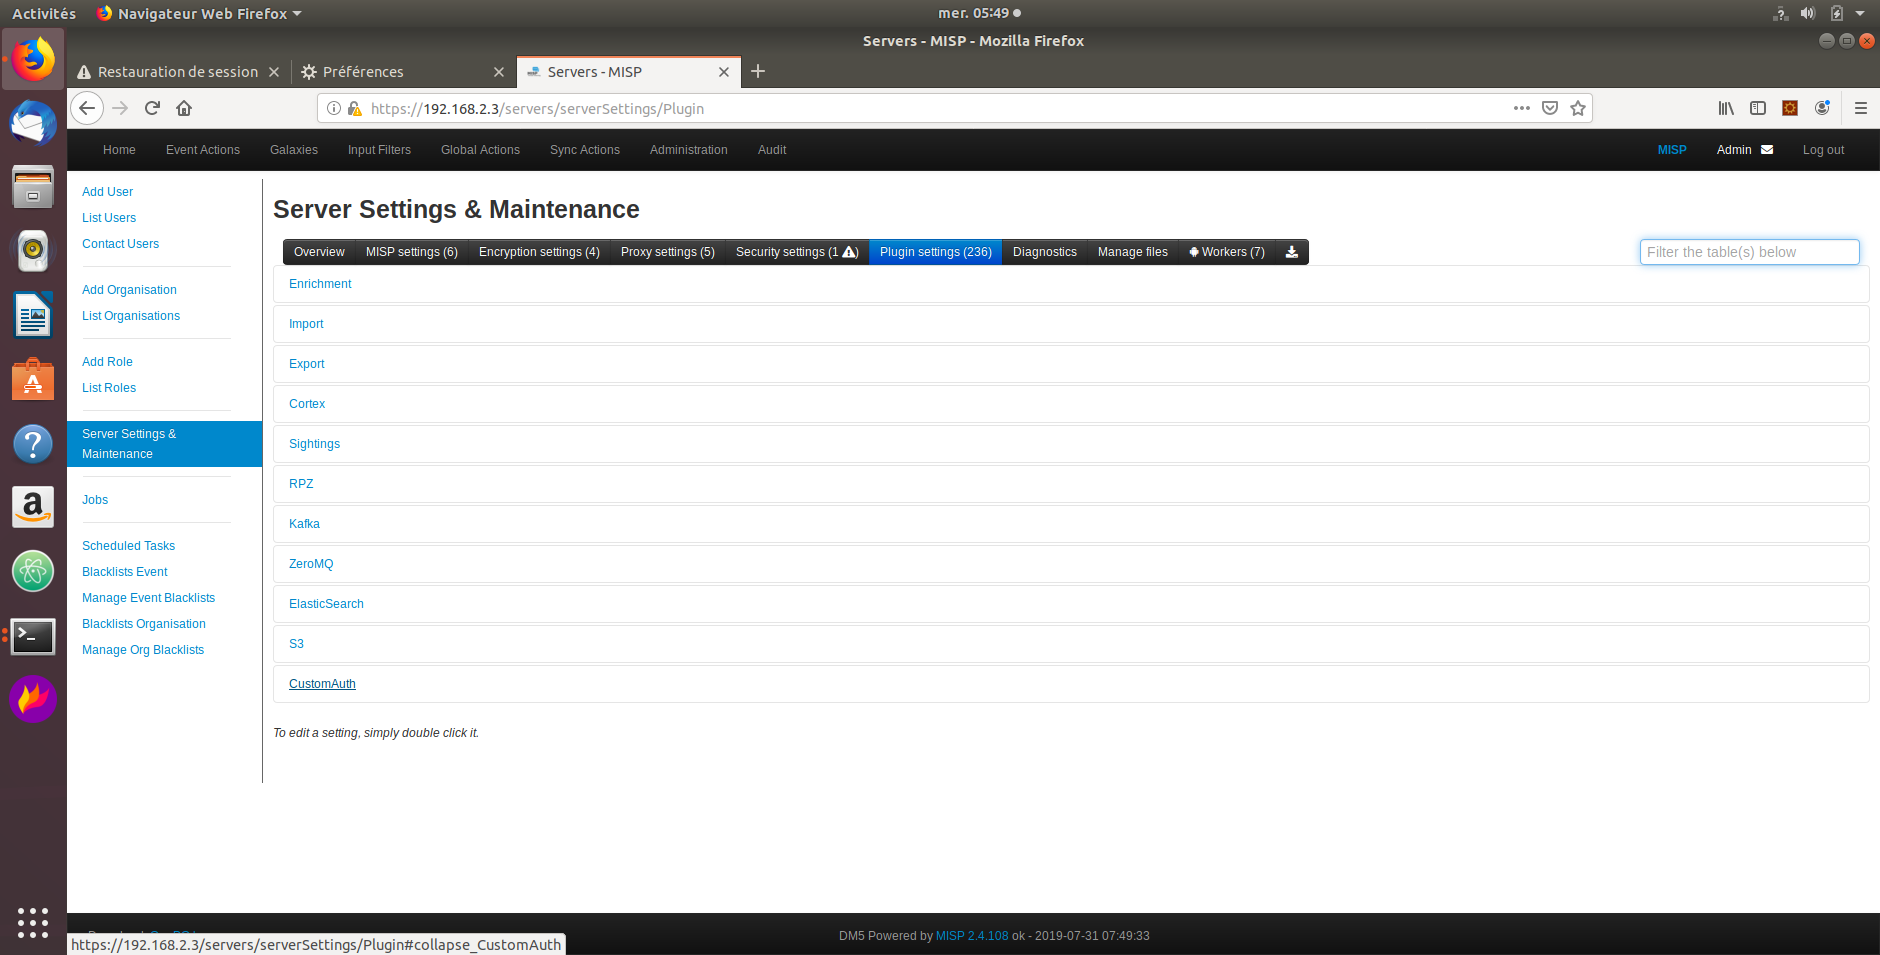 Activités Navigateur Web Firefox mer. 05:49
Servers - MISP - Mozilla Firefox
Restauration de session Préférences Servers - MISP
https://192.168.2.3/servers/serverSettings/Plugin
Home Event Actions Galaxies Input Filters Global Actions Sync Actions Administration Audit MISP Admin Log out
Add User
List Users
Contact Users
Add Organisation
List Organisations
Add Role
List Roles
Server Settings &
Maintenance
Jobs
Scheduled Tasks
Blacklists Event
Manage Event Blacklists
Blacklists Organisation
Manage Org Blacklists
Server Settings & Maintenance
Overview MISP settings (6) Encryption settings (4) Proxy settings (5) Security settings (1 ) Plugin settings (236) Diagnostics Manage files Workers (7) Filter the table(s) below
Enrichment
Import
Export
Cortex
Sightings
RPZ
Kafka
ZeroMQ
ElasticSearch
S3
CustomAuth
To edit a setting, simply double click it.
DM5 Powered by MISP 2.4.108 ok - 2019-07-31 07:49:33
https://192.168.2.3/servers/serverSettings/Plugin#collapse_CustomAuth